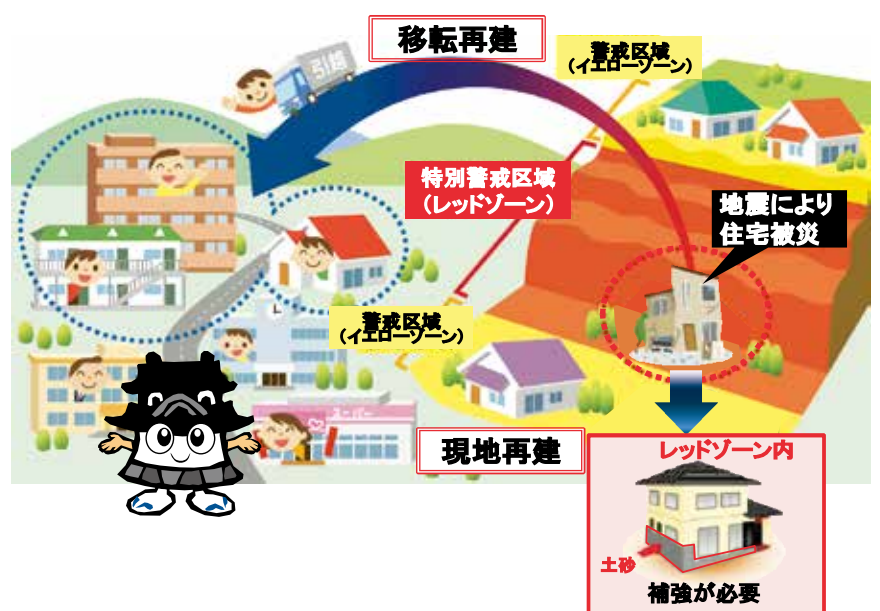 移転再建
警戒区域
（イエローゾーン）
引越
特別警戒区域
（レッドゾーン）
地震により
住宅被災
警戒区域
（イエローゾーン）
スーパー
現地再建
レッドゾーン内
土砂
補強が必要